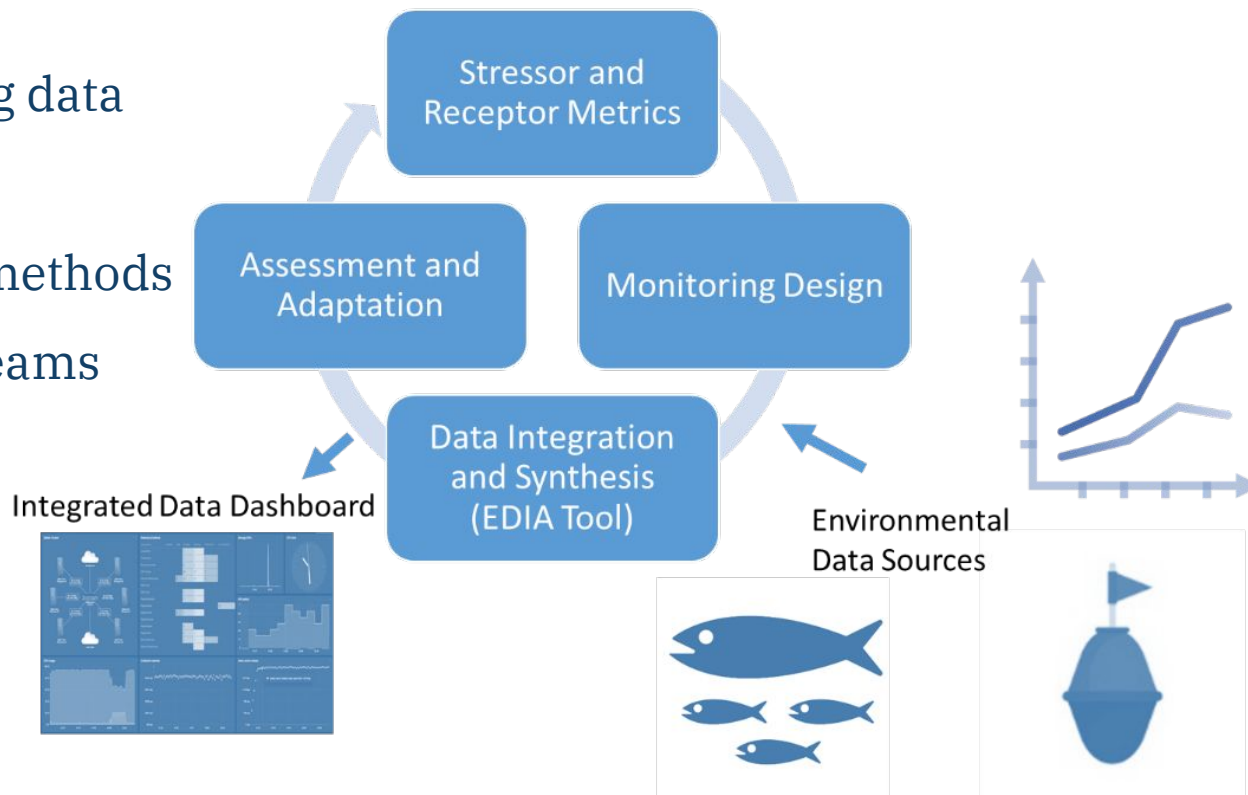 g data
methods
eams
Stressor and
Receptor Metrics
Assessment and
Adaptation
Monitoring Design
Data Integration
and Synthesis
(EDIA Tool)
Integrated Data Dashboard
Environmental
Data Sources